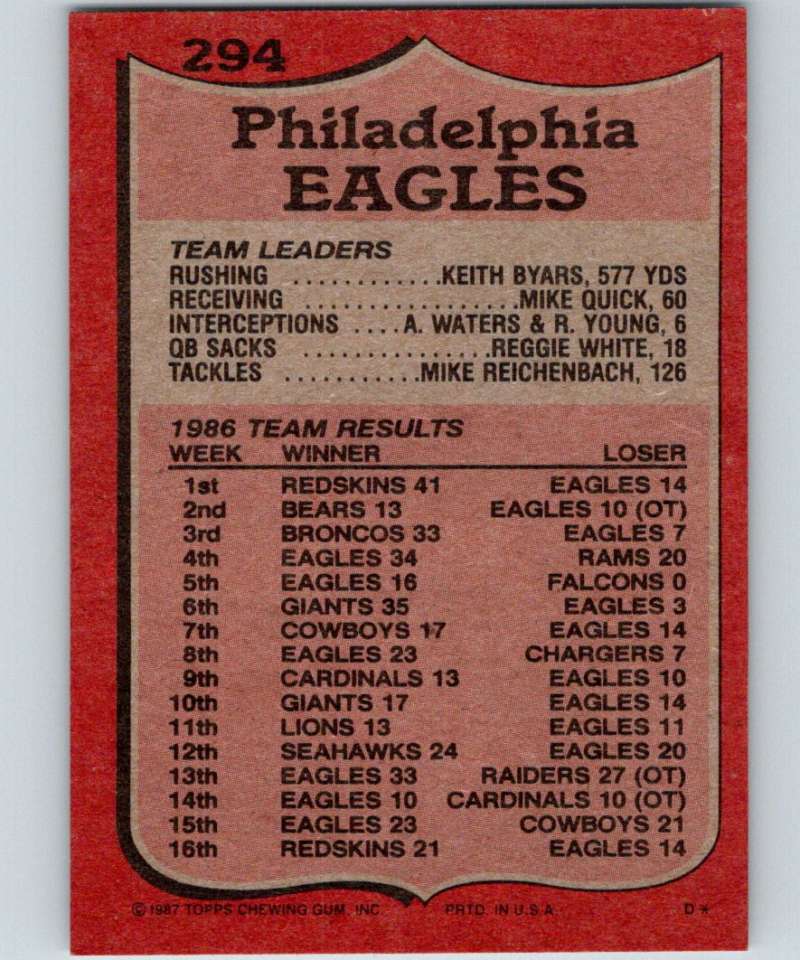 294
Philadelphia
EAGLES
TEAM LEADERS
RUSHING ............KEITH BYARS, 577 YDS
RECEIVING ..................MIKE QUICK, 60
INTERCEPTIONS ....A. WATERS & R. YOUNG, 6
QB SACKS ................REGGIE WHITE, 18
TACKLES ...........MIKE REICHENBACH, 126
1986 TEAM RESULTS
WEEK WINNER LOSER
1st REDSKINS 41 EAGLES 14
2nd BEARS 13 EAGLES 10 (OT)
3rd BRONCOS 33 EAGLES 7
4th EAGLES 34 RAMS 20
5th EAGLES 16 FALCONS 0
6th GIANTS 35 EAGLES 3
7th COWBOYS 17 EAGLES 14
8th EAGLES 23 CHARGERS 7
9th CARDINALS 13 EAGLES 10
10th GIANTS 17 EAGLES 14
11th LIONS 13 EAGLES 11
12th SEAHAWKS 24 EAGLES 20
13th EAGLES 33 RAIDERS 27 (OT)
14th EAGLES 10 CARDINALS 10 (OT)
15th EAGLES 23 COWBOYS 21
16th REDSKINS 21 EAGLES 14
© 1987 TOPPS CHEWING GUM, INC. PRTD. IN U.S.A. D*